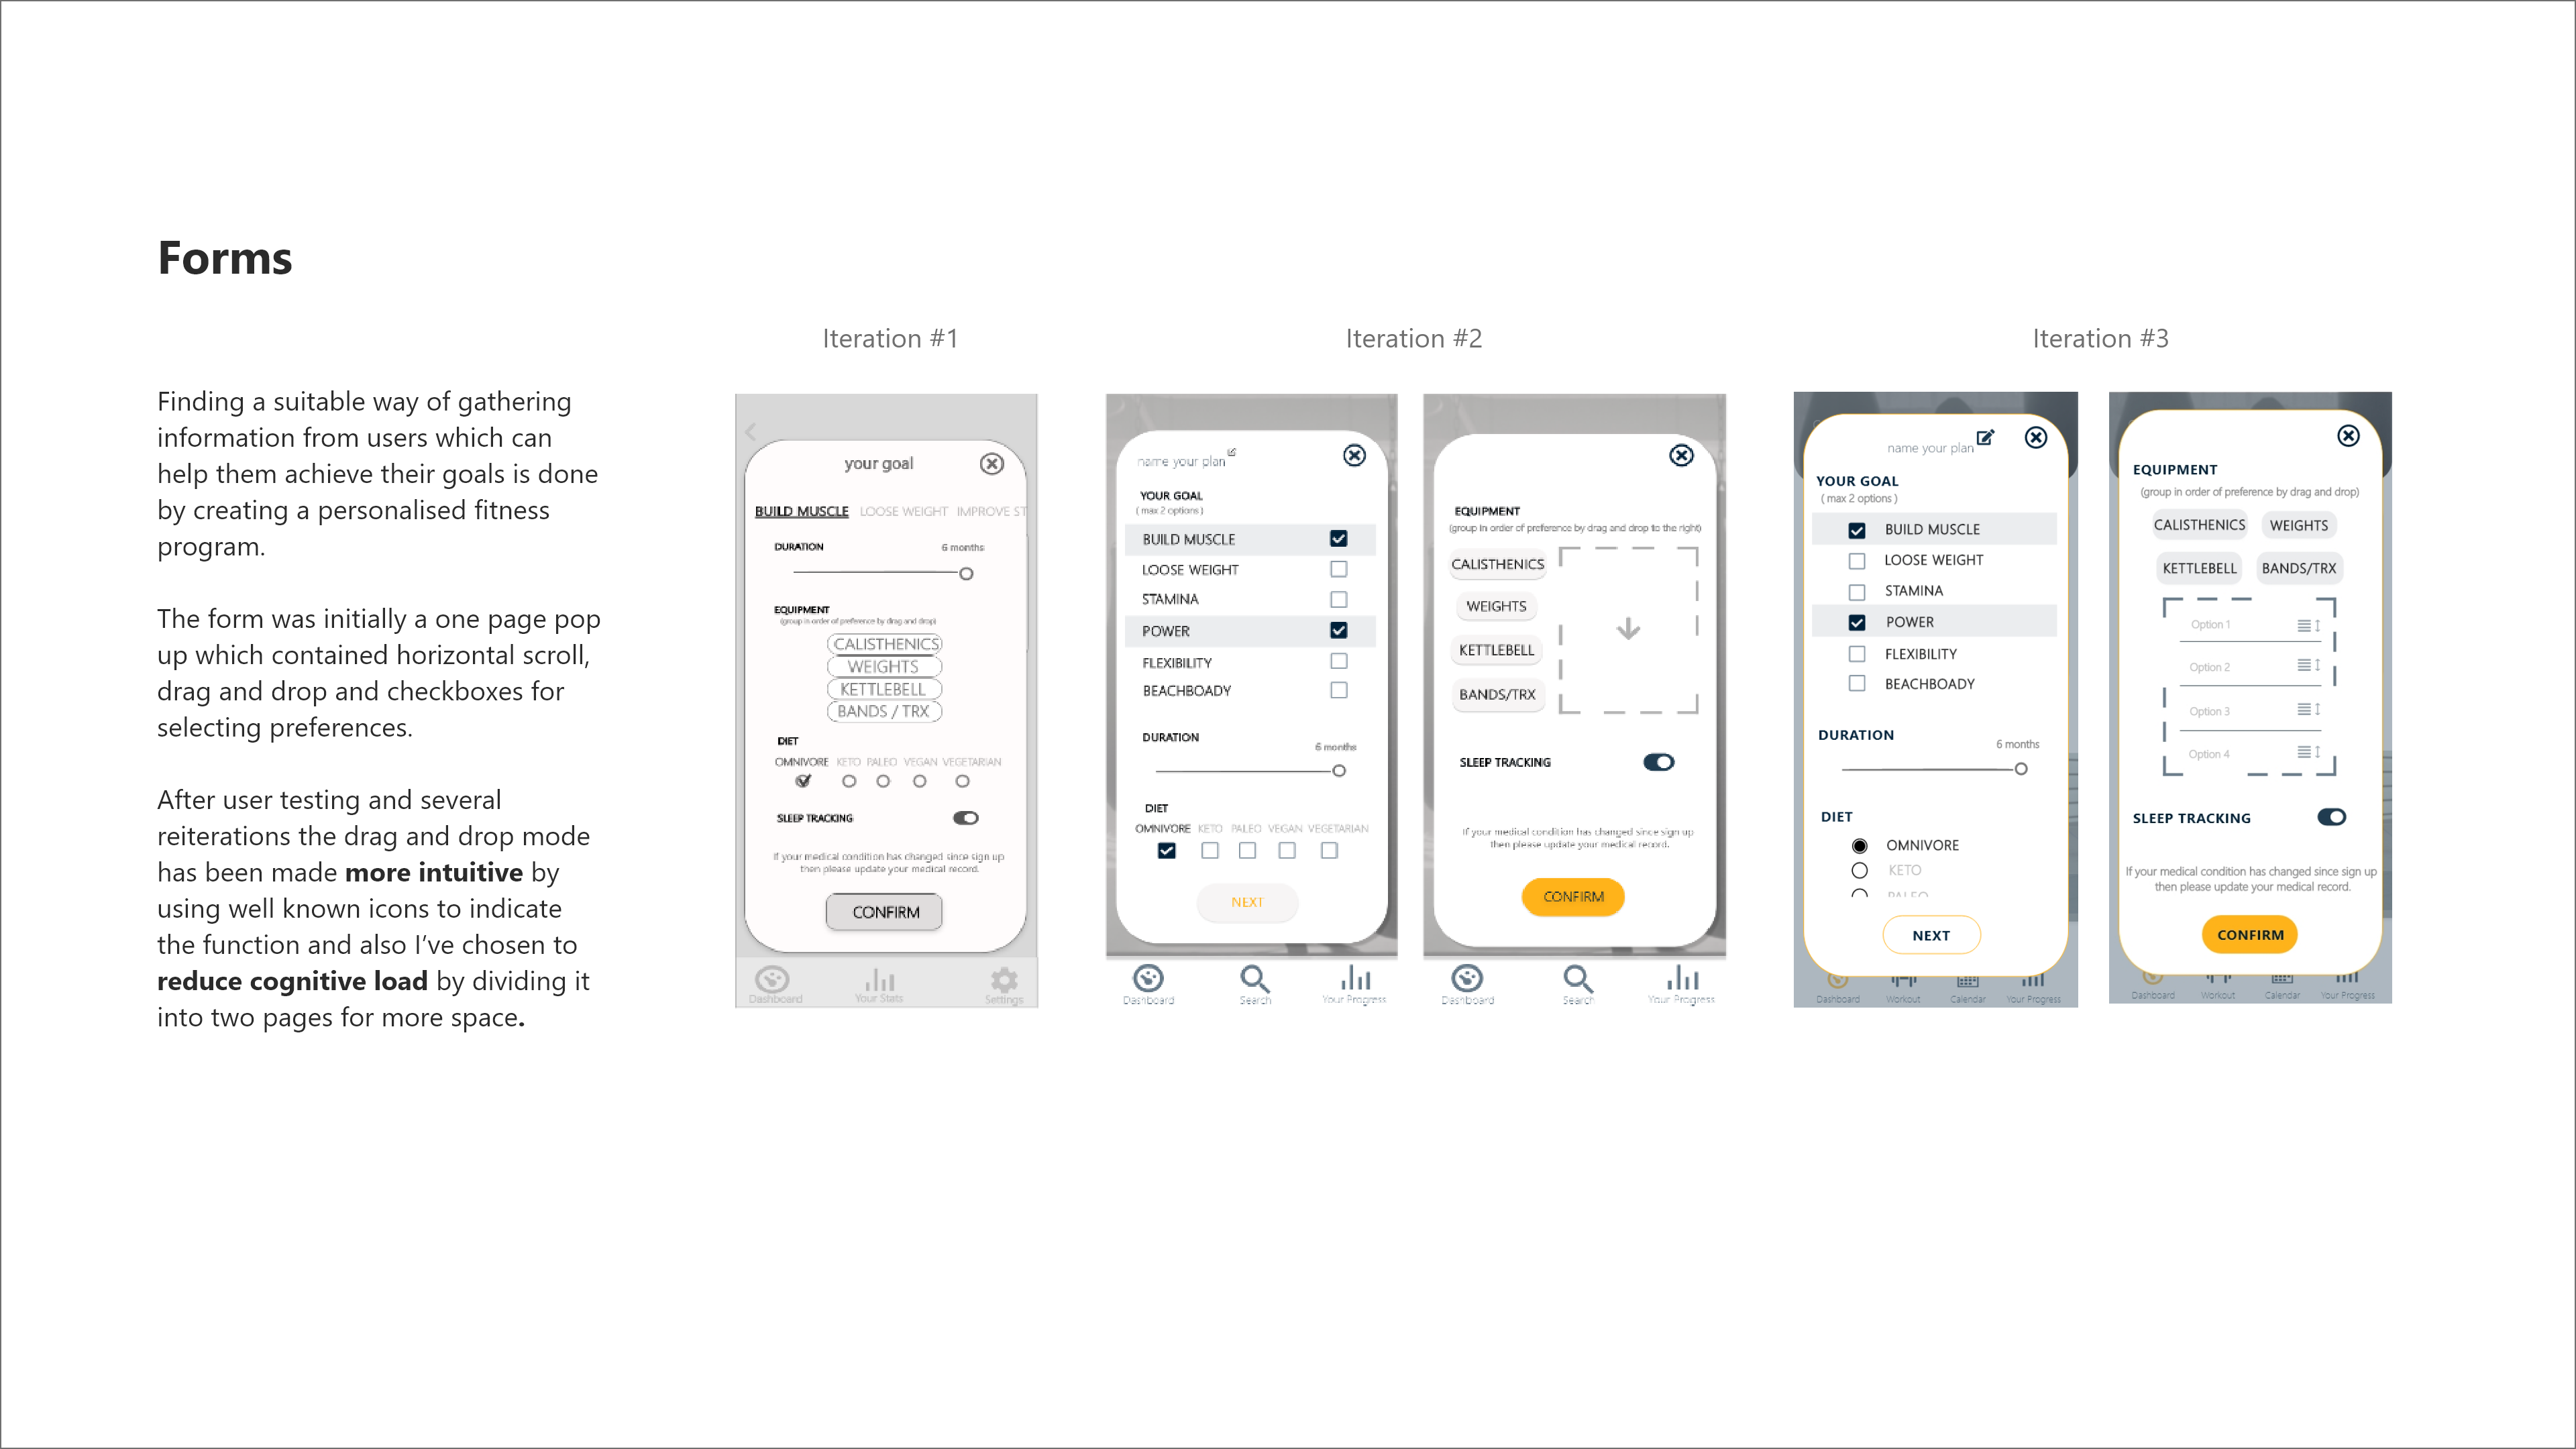 Forms
Finding a suitable way of gathering
information from users which can
help them achieve their goals is done
by creating a personalised fitness
program.
The form was initially a one page pop
up which contained horizontal scroll,
drag and drop and checkboxes for
selecting preferences.
After user testing and several
reiterations the drag and drop mode
has been made more intuitive by
using well known icons to indicate
the function and also I've chosen to
reduce cognitive load by dividing it
into two pages for more space.
Iteration #1
your goal
BUILD MUSCLE LOOSE WEIGHT IMPROVE ST
DURATION
6 months
EQUIPMENT
(group in order of preference by drag and drop)
CALISTHENICS
WEIGHTS
KETTLEBELL
BANDS / TRX
DIET
OMNIVORE KETO PALEO VEGAN VEGETARIAN
SLEEP TRACKING
If your medical condition has changed since sign up
then please update your medical record.
CONFIRM
Dashboard Your Stats Settings
Iteration #2
name your plan
YOUR GOAL
( max 2 options )
BUILD MUSCLE
LOOSE WEIGHT
STAMINA
POWER
FLEXIBILITY
BEACHBOADY
DURATION
6 months
DIET
OMNIVORE KETO PALEO VEGAN VEGETARIAN
NEXT
Dashboard Search Your Progress
EQUIPMENT
(group in order of preference by drag and drop to the right)
CALISTHENICS
WEIGHTS
KETTLEBELL
BANDS/TRX
SLEEP TRACKING
If your medical condition has changed since sign up
then please update your medical record.
CONFIRM
Dashboard Search Your Progress
Iteration #3
name your plan
YOUR GOAL
( max 2 options )
BUILD MUSCLE
LOOSE WEIGHT
STAMINA
POWER
FLEXIBILITY
BEACHBOADY
DURATION
6 months
DIET
OMNIVORE
KETO
PALEO
NEXT
Dashboard Workout Calendar Your Progress
EQUIPMENT
(group in order of preference by drag and drop)
CALISTHENICS WEIGHTS
KETTLEBELL BANDS/TRX
Option 1
Option 2
Option 3
Option 4
SLEEP TRACKING
If your medical condition has changed since sign up
then please update your medical record.
CONFIRM
Dashboard Workout Calendar Your Progress